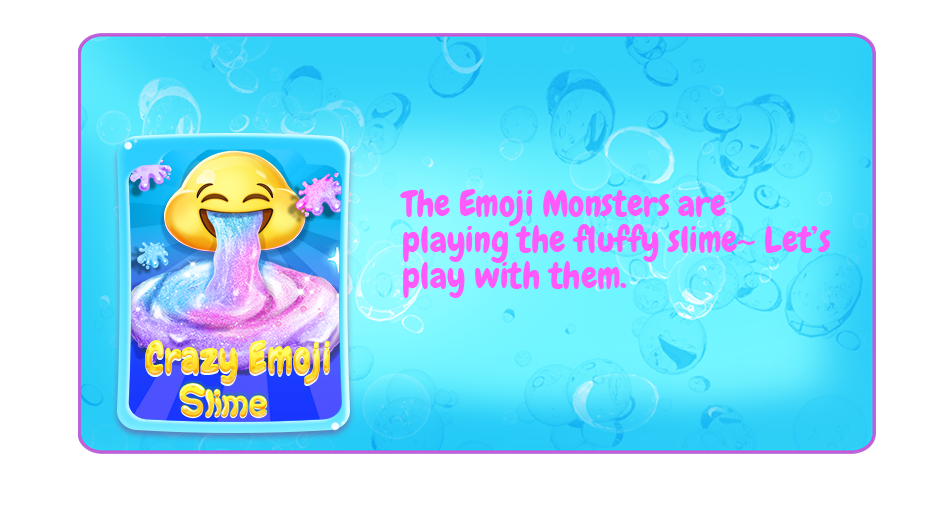 Crazy Emoji
Slime
The Emoji Monsters are
playing the fluffy slime~ Let's
play with them.